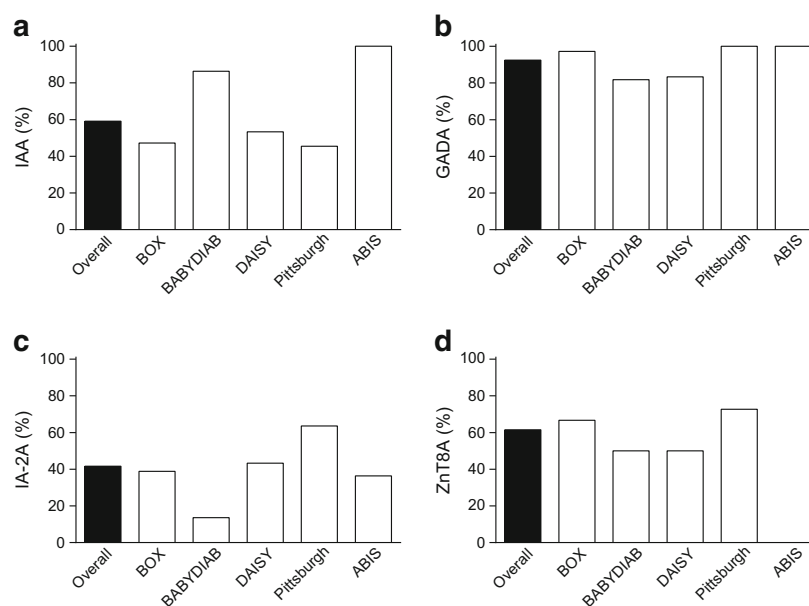 a
IAA (%)
100
80
60
40
20
0
Overall
BOX
BABYDIAB
DAISY
Pittsburgh
ABIS
b
GADA (%)
100
80
60
40
20
0
Overall
BOX
BABYDIAB
DAISY
Pittsburgh
ABIS
c
IA-2A (%)
100
80
60
40
20
0
Overall
BOX
BABYDIAB
DAISY
Pittsburgh
ABIS
d
ZnT8A (%)
100
80
60
40
20
0
Overall
BOX
BABYDIAB
DAISY
Pittsburgh
ABIS